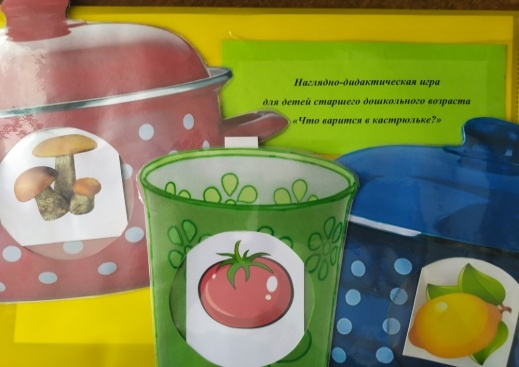 Наглядно-дидактическая игра
для детей старшего дошкольного возраста
«Что варится в кастрюльке?»